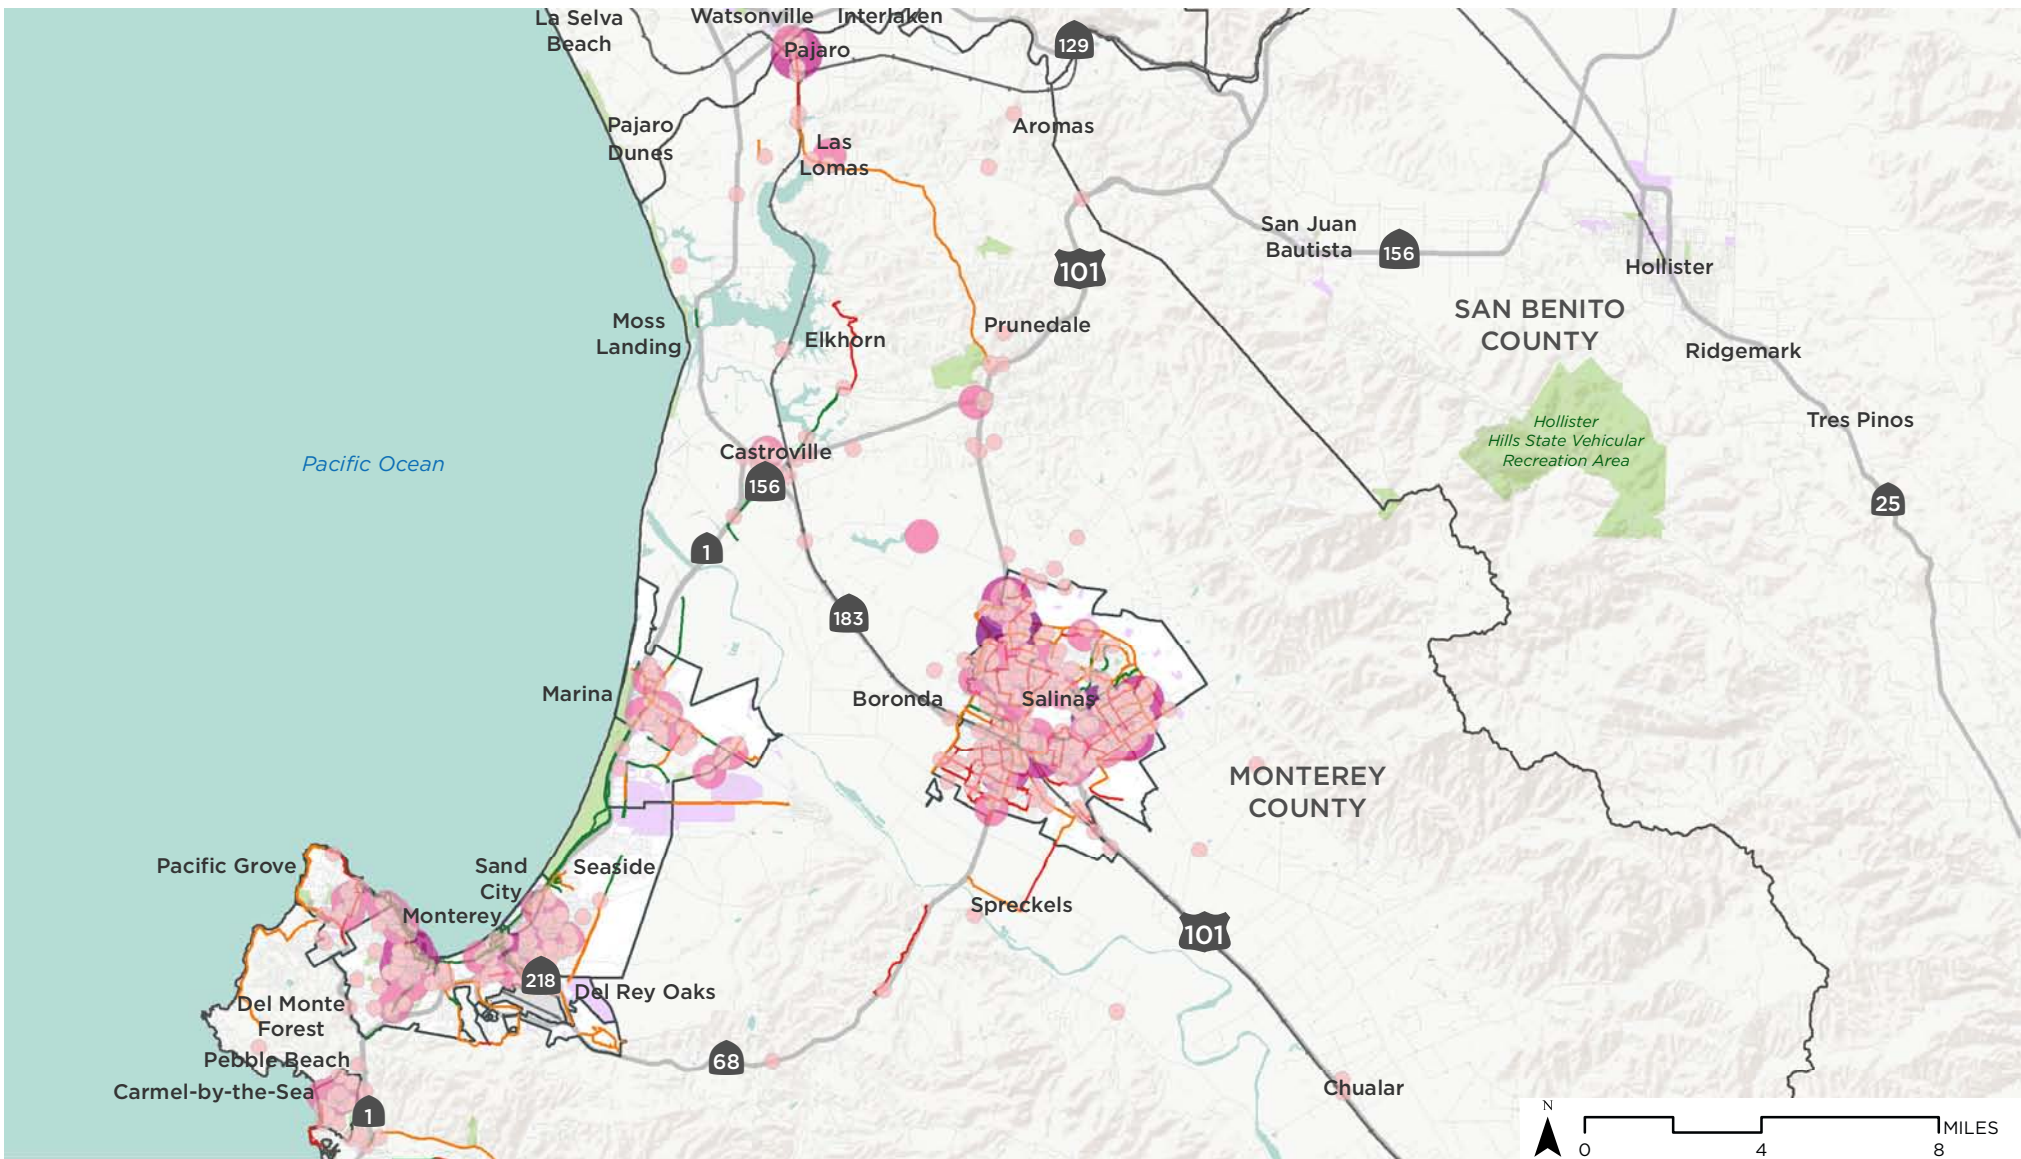 La Selva
Beach
Watsonville
Interlaken
Pajaro
129
Pajaro
Dunes
Las
Lomas
Aromas
San Juan
Bautista
156
Hollister
101
SAN BENITO
COUNTY
Moss
Landing
Elkhorn
Prunedale
Ridgemark
Hollister
Hills State Vehicular
Recreation Area
Tres Pinos
Pacific Ocean
Castroville
156
25
1
183
Marina
Boronda
Salinas
MONTEREY
COUNTY
Pacific Grove
Sand
City
Seaside
Monterey
Spreckels
101
218
Del Rey Oaks
Del Monte
Forest
Pebble Beach
68
Carmel-by-the-Sea
1
Chualar
N
MILES
0
4
8